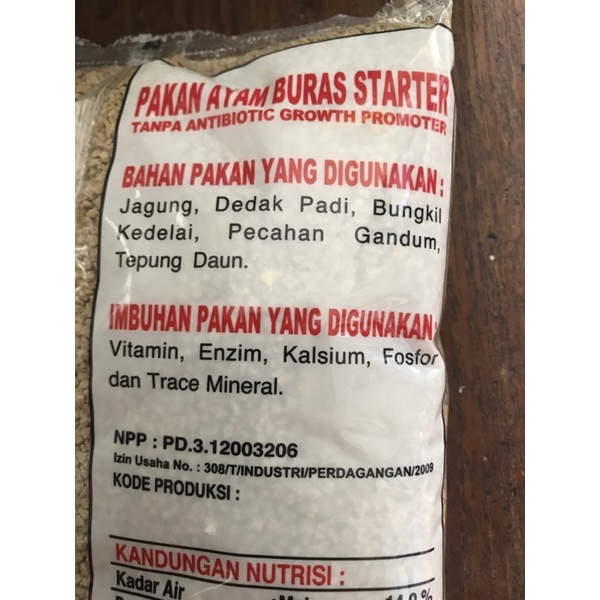 PAKAN AYAM BURAS STARTER
TANPA ANTIBIOTIC GROWTH PROMOTER
BAHAN PAKAN YANG DIGUNAKAN :
Jagung, Dedak Padi, Bungkil
Kedelai, Pecahan Gandum,
Tepung Daun.
IMBUHAN PAKAN YANG DIGUNAKAN:
Vitamin, Enzim, Kalsium, Fosfor
dan Trace Mineral.
NPP : PD.3.12003206
Izin Usaha No. : 308/T/INDUSTRI/PERDAGANGAN/2009
KODE PRODUKSI :
KANDUNGAN NUTRISI :
Kadar Air